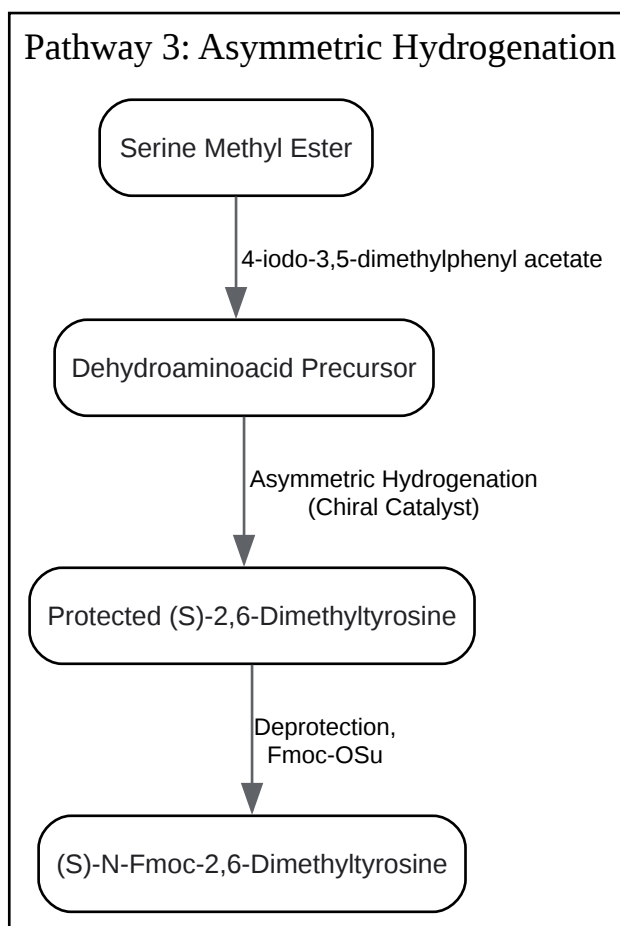 Pathway 3: Asymmetric Hydrogenation
Serine Methyl Ester
4-iodo-3,5-dimethylphenyl acetate
Dehydroaminoacid Precursor
Asymmetric Hydrogenation
(Chiral Catalyst)
Protected (S)-2,6-Dimethyltyrosine
Deprotection,
Fmoc-OSu
(S)-N-Fmoc-2,6-Dimethyltyrosine